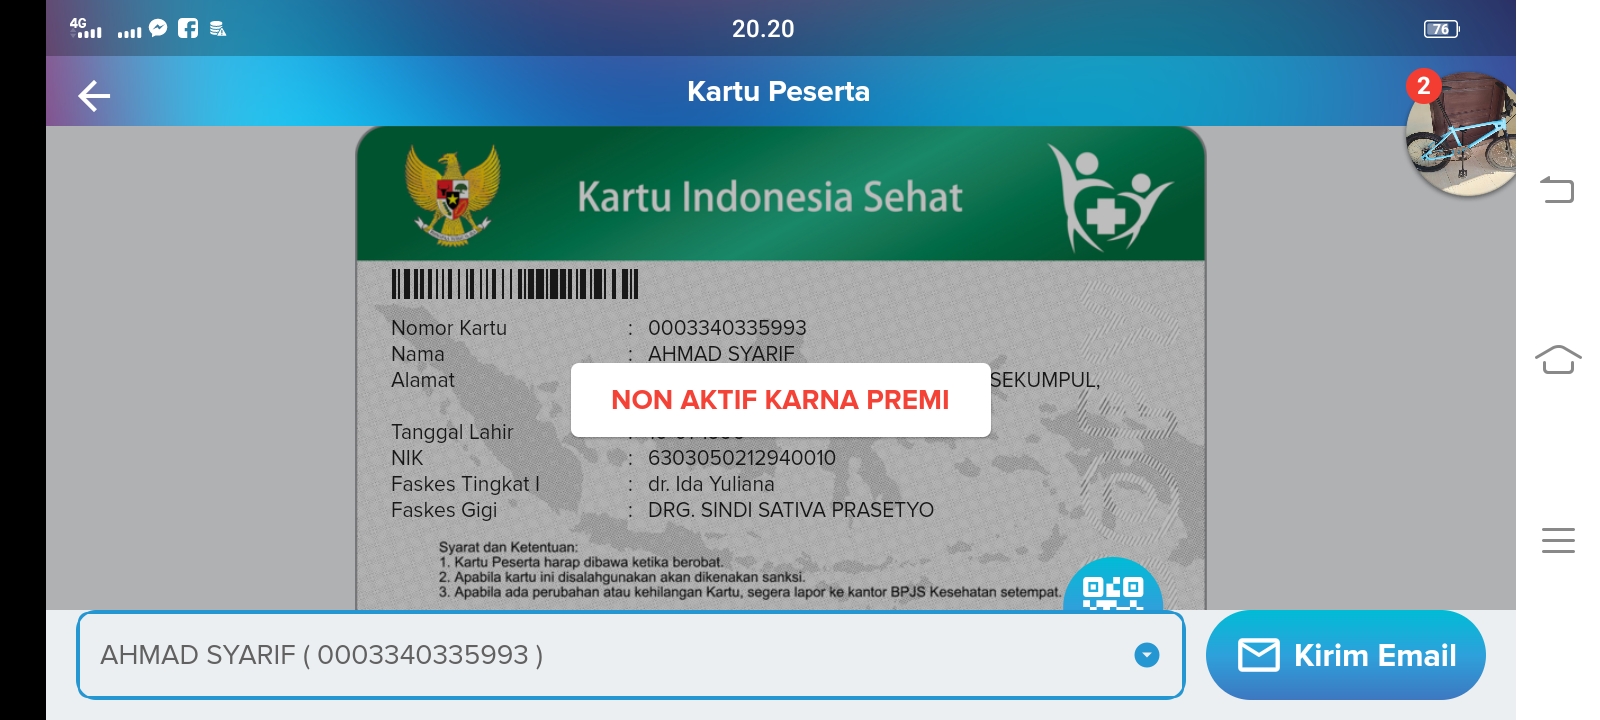 4G
20.20
76
Kartu Peserta
2
Kartu Indonesia Sehat
Nomor Kartu : 0003340335993
Nama : AHMAD SYARIF
Alamat SEKUMPUL,
NON AKTIF KARNA PREMI
Tanggal Lahir :
NIK : 6303050212940010
Faskes Tingkat I : dr. Ida Yuliana
Faskes Gigi : DRG. SINDI SATIVA PRASETYO
Syarat dan Ketentuan:
1. Kartu Peserta harap dibawa ketika berobat.
2. Apabila kartu ini disalahgunakan akan dikenakan sanksi.
3. Apabila ada perubahan atau kehilangan Kartu, segera lapor ke kantor BPJS Kesehatan setempat.
AHMAD SYARIF ( 0003340335993 )
Kirim Email